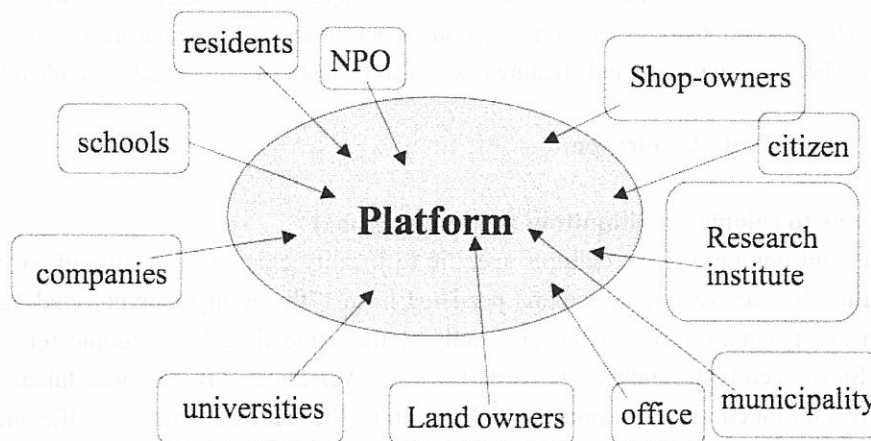 residents
NPO
Shop-owners
schools
citizen
Platform
Research
institute
companies
universities
Land owners
office
municipality